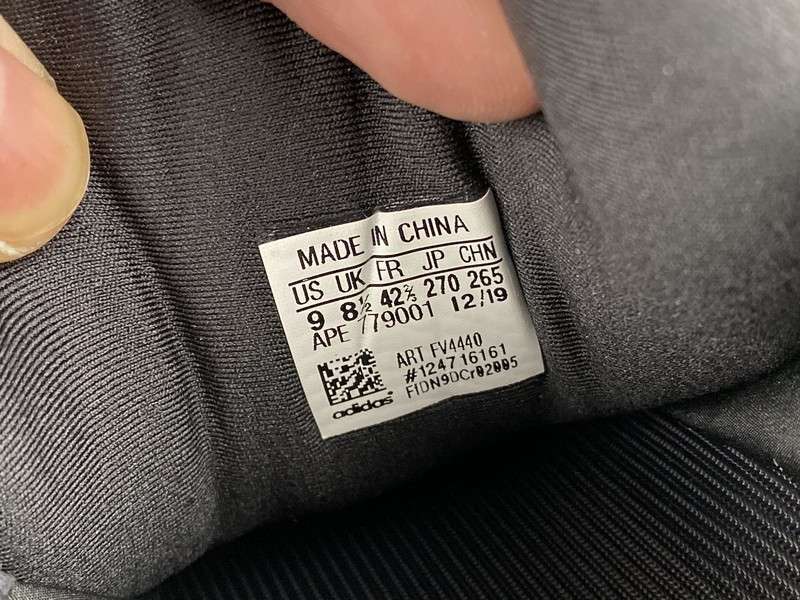 MADE IN CHINA
US UK FR JP CHN
9 8½ 42⅔ 270 265
APE 779001 12/19
ART FV4440
#124716161
adidas